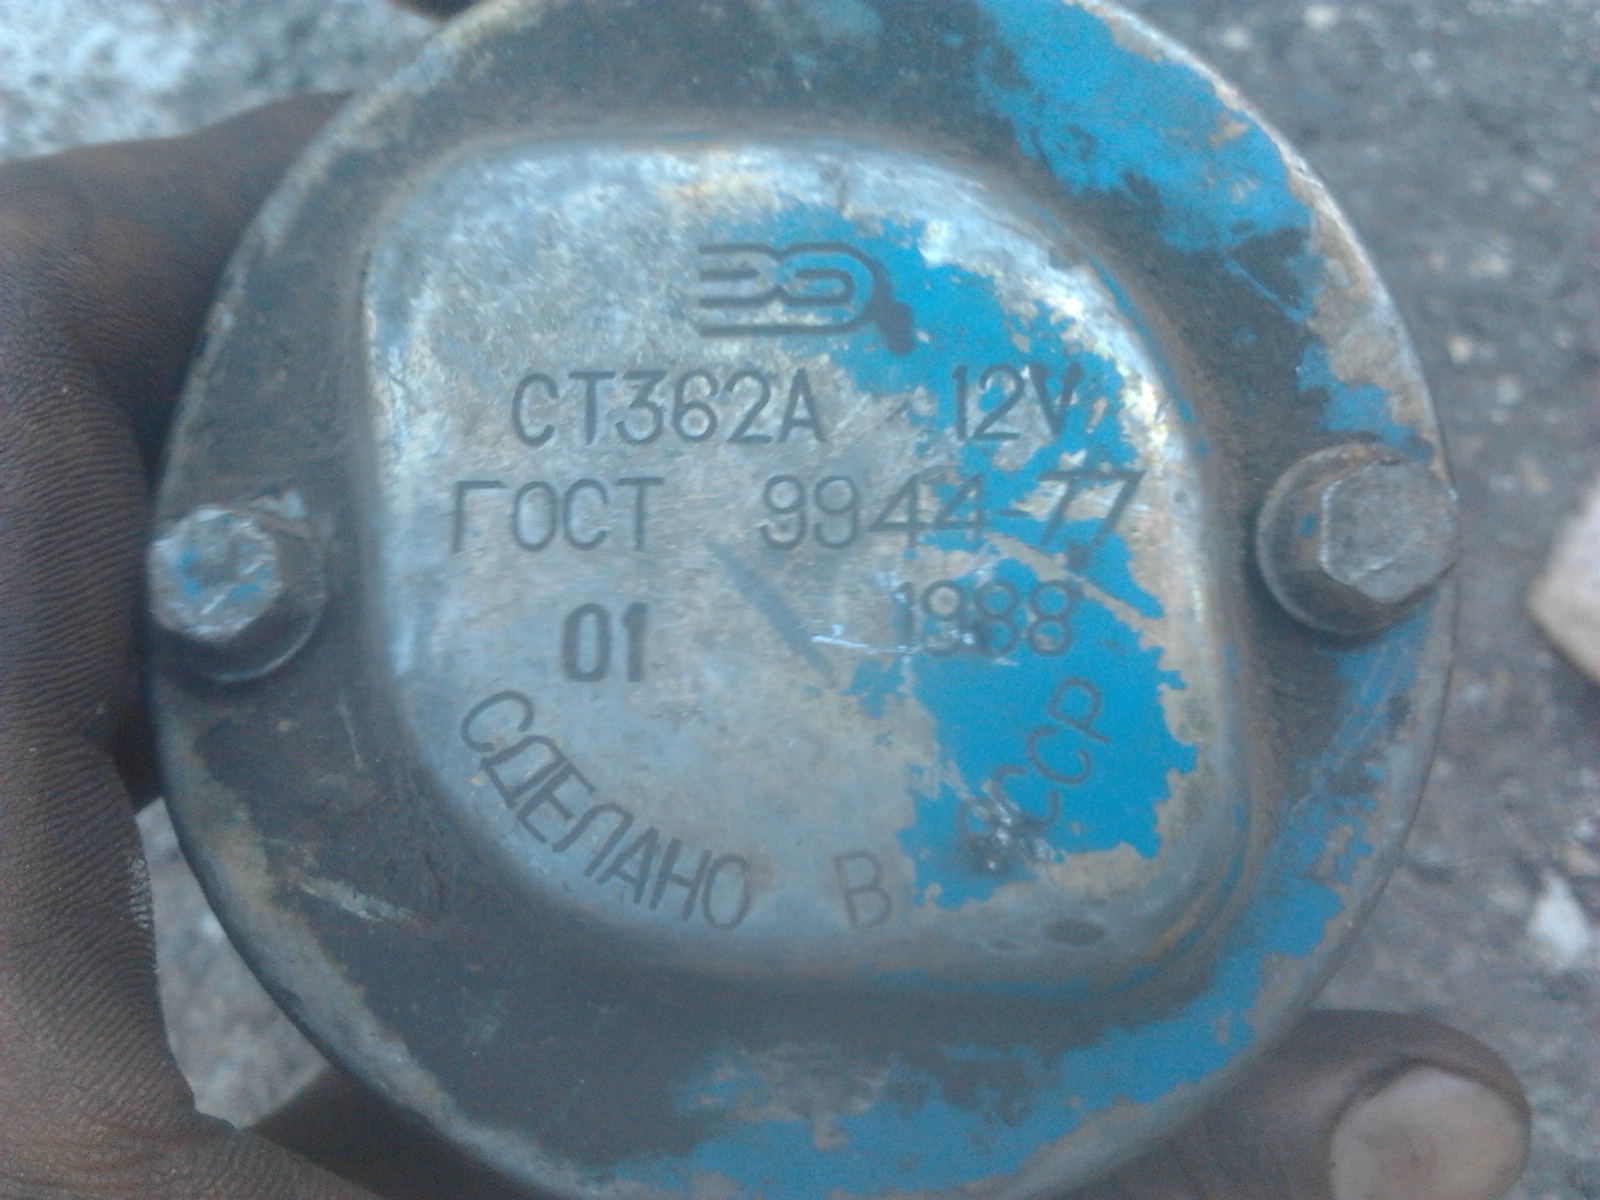 СТ362А 12V
ГОСТ 9944-77
01 1988
СДЕЛАНО В СССР